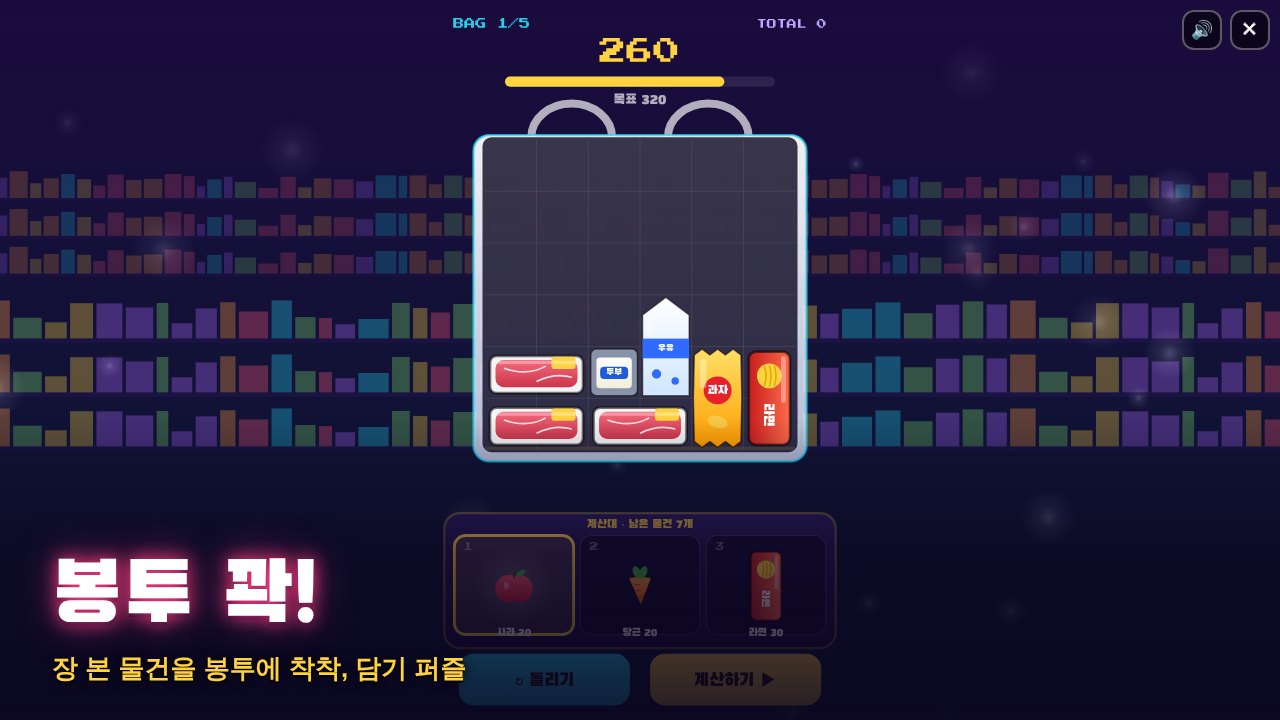 BAG 1/5
TOTAL 0
260
목표 320
우유
두부
과자
라면
계산대 · 남은 물건 7개
1
2
3
라면
사과 20
당근 20
라면 30
봉투 꽉!
장 본 물건을 봉투에 착착, 담기 퍼즐
↻ 돌리기
계산하기 ▶